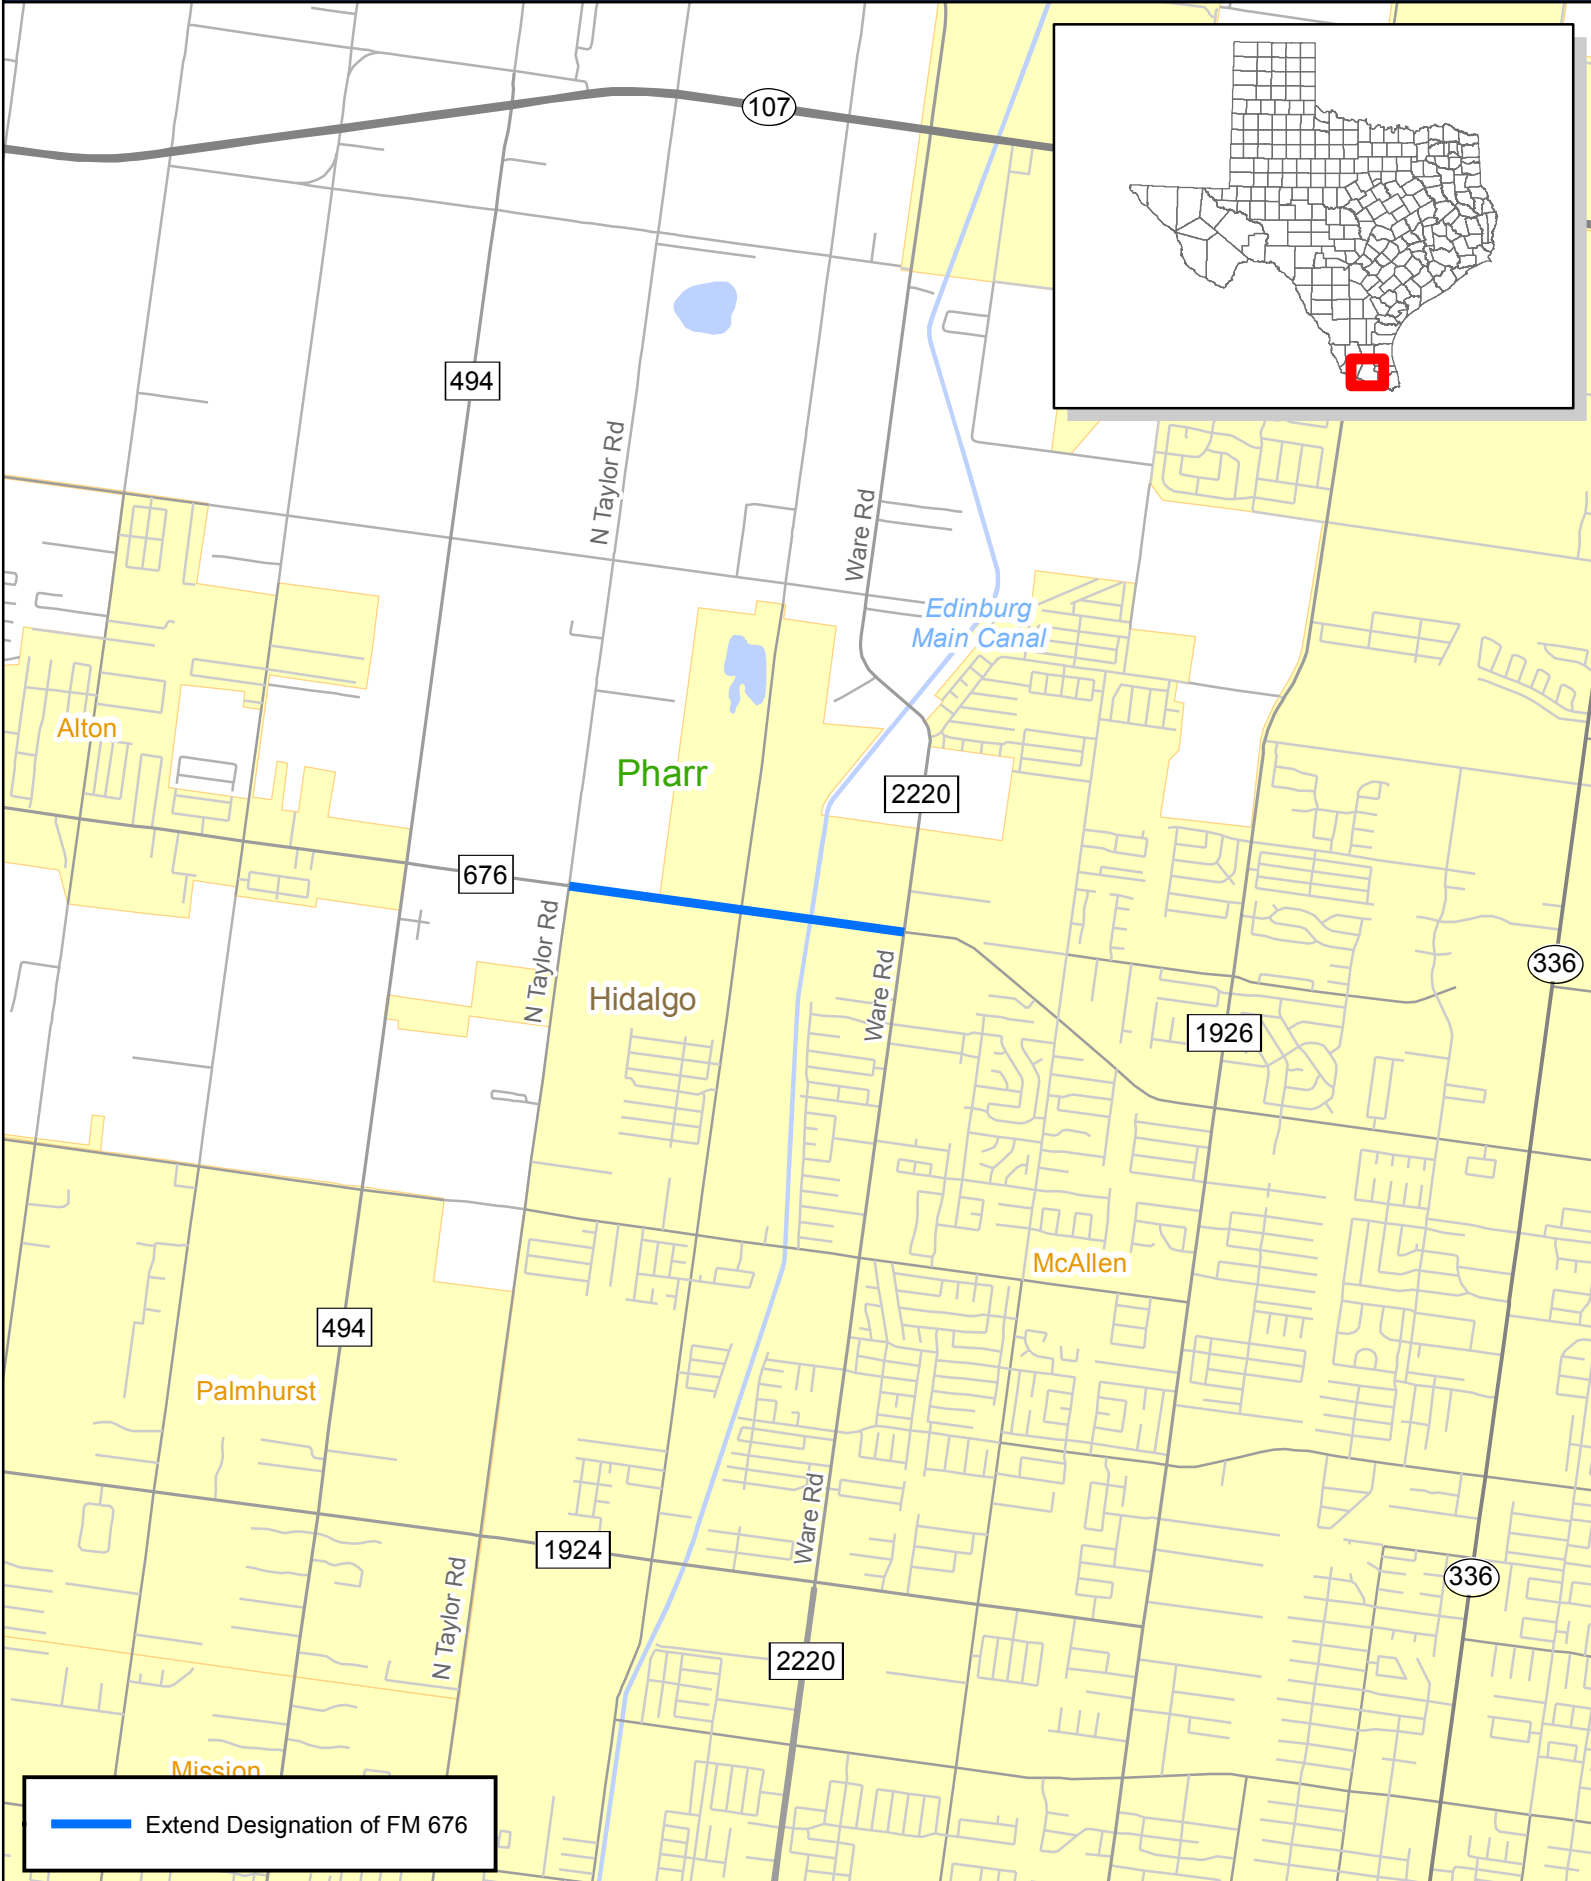 107
494
N Taylor Rd
Ware Rd
Edinburg
Main Canal
Alton
Pharr
2220
676
N Taylor Rd
Hidalgo
Ware Rd
336
1926
McAllen
494
Palmhurst
Ware Rd
1924
336
N Taylor Rd
2220
Mission
Extend Designation of FM 676